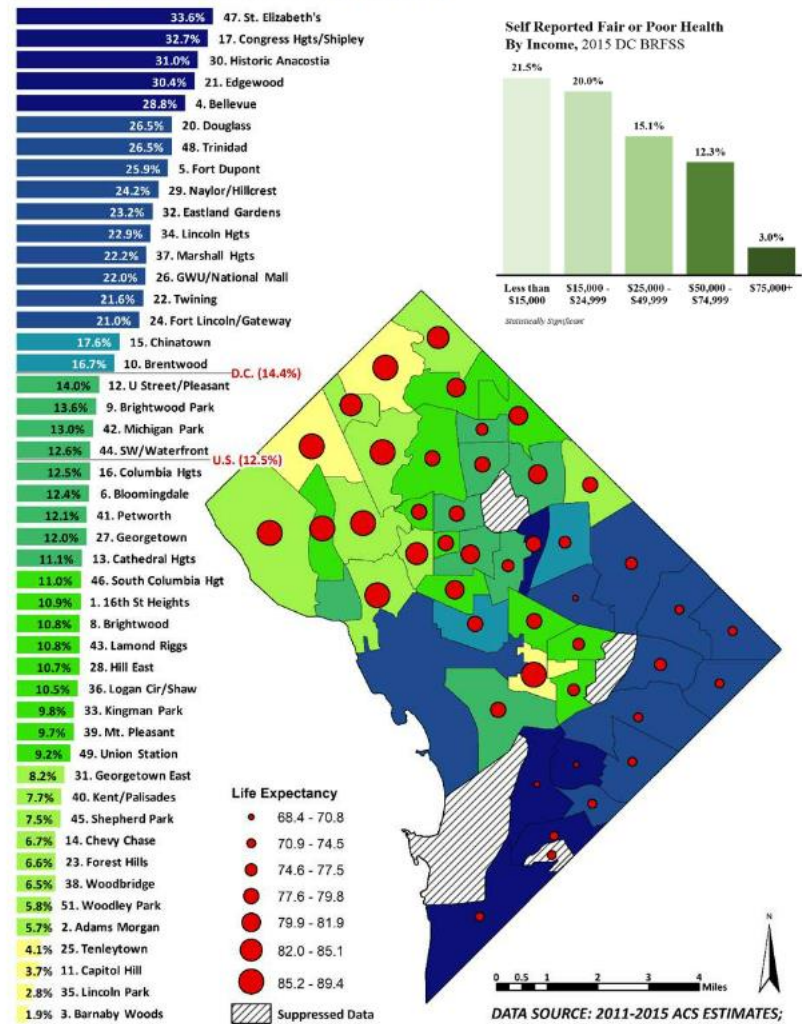 33.6% 47. St. Elizabeth's
32.7% 17. Congress Hgts/Shipley
31.0% 30. Historic Anacostia
30.4% 21. Edgewood
28.8% 4. Bellevue
26.5% 20. Douglass
26.5% 48. Trinidad
25.9% 5. Fort Dupont
24.2% 29. Naylor/Hillcrest
23.2% 32. Eastland Gardens
22.9% 34. Lincoln Hgts
22.2% 37. Marshall Hgts
22.0% 26. GWU/National Mall
21.6% 22. Twining
21.0% 24. Fort Lincoln/Gateway
17.6% 15. Chinatown
16.7% 10. Brentwood
D.C. (14.4%)
14.0% 12. U Street/Pleasant
13.6% 9. Brightwood Park
13.0% 42. Michigan Park
12.6% 44. SW/Waterfront
U.S. (12.5%)
12.5% 16. Columbia Hgts
12.4% 6. Bloomingdale
12.1% 41. Petworth
12.0% 27. Georgetown
11.1% 13. Cathedral Hgts
11.0% 46. South Columbia Hgt
10.9% 1. 16th St Heights
10.8% 8. Brightwood
10.8% 43. Lamond Riggs
10.7% 28. Hill East
10.5% 36. Logan Cir/Shaw
9.8% 33. Kingman Park
9.7% 39. Mt. Pleasant
9.2% 49. Union Station
8.2% 31. Georgetown East
7.7% 40. Kent/Palisades
7.5% 45. Shepherd Park
6.7% 14. Chevy Chase
6.6% 23. Forest Hills
6.5% 38. Woodbridge
5.8% 51. Woodley Park
5.7% 2. Adams Morgan
4.1% 25. Tenleytown
3.7% 11. Capitol Hill
2.8% 35. Lincoln Park
1.9% 3. Barnaby Woods
Self Reported Fair or Poor Health
By Income, 2015 DC BRFSS
21.5%
20.0%
15.1%
12.3%
3.0%
Less than $15,000
$15,000 - $24,999
$25,000 - $49,999
$50,000 - $74,999
$75,000+
Statistically Significant
Life Expectancy
68.4 - 70.8
70.9 - 74.5
74.6 - 77.5
77.6 - 79.8
79.9 - 81.9
82.0 - 85.1
85.2 - 89.4
Suppressed Data
N
0 0.5 1 2 3 4
Miles
DATA SOURCE: 2011-2015 ACS ESTIMATES;